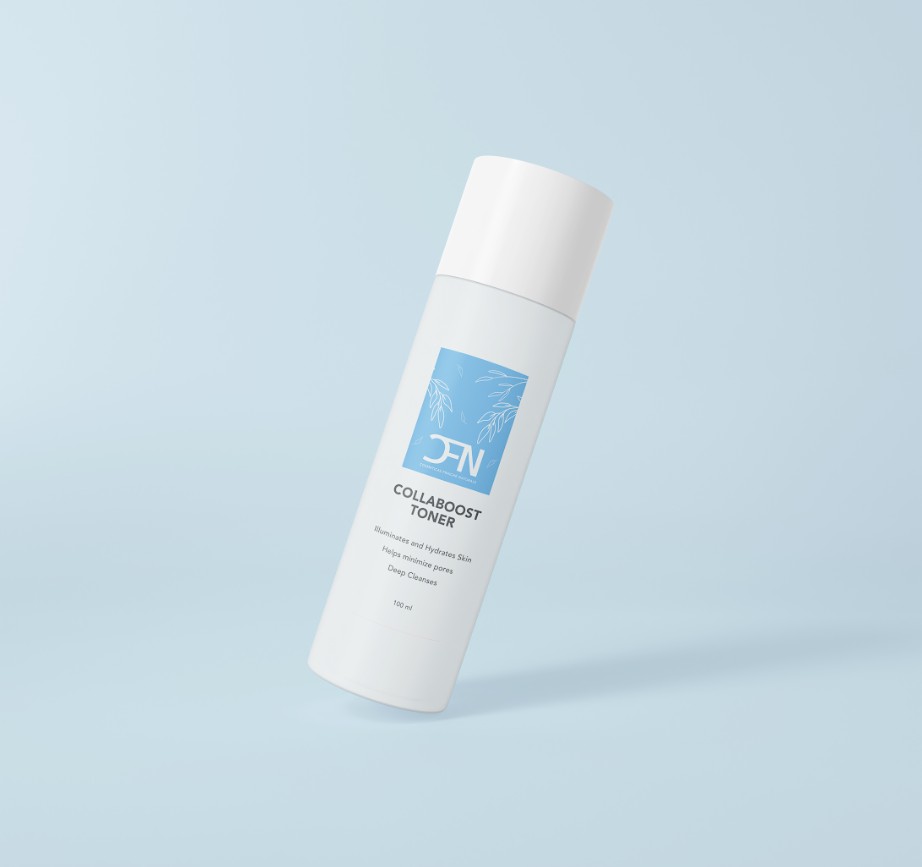 CFN
COLLABOOST
TONER
Illuminates and Hydrates Skin
Helps minimize pores
Deep Cleanses
100 ml